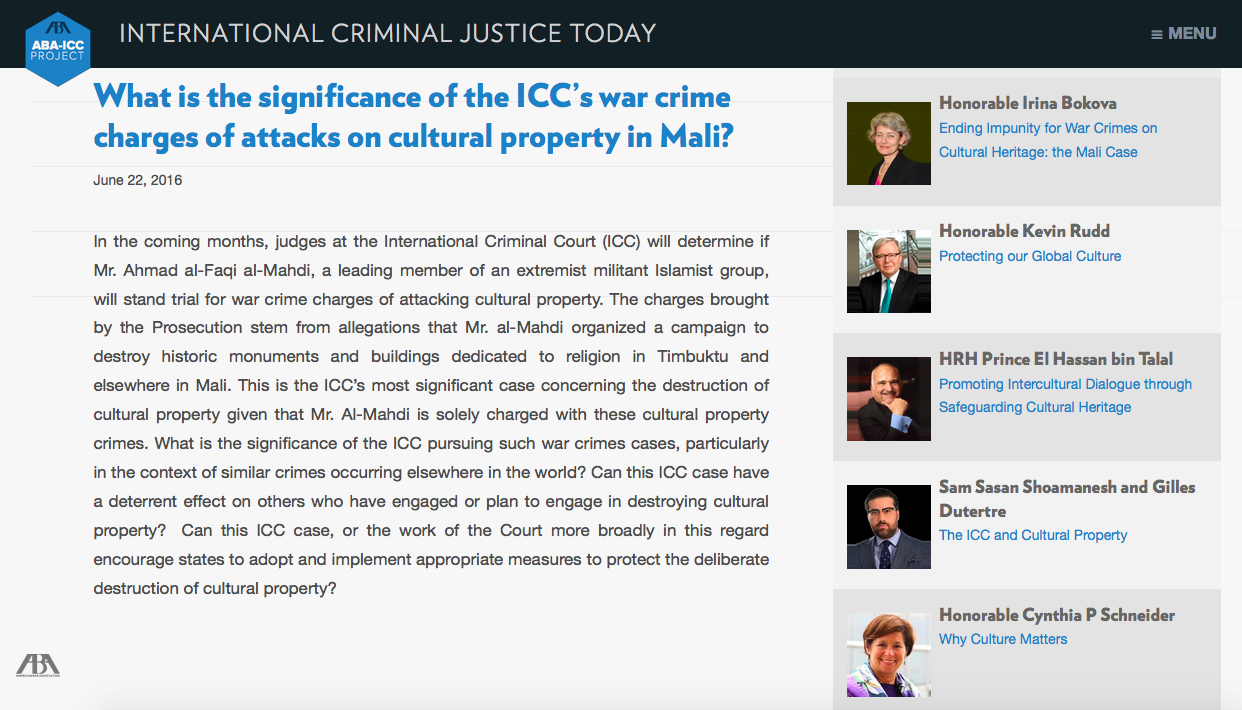 ABA
ABA-ICC
PROJECT
INTERNATIONAL CRIMINAL JUSTICE TODAY
≡ MENU
What is the significance of the ICC’s war crime
charges of attacks on cultural property in Mali?
June 22, 2016
In the coming months, judges at the International Criminal Court (ICC) will determine if
Mr. Ahmad al-Faqi al-Mahdi, a leading member of an extremist militant Islamist group,
will stand trial for war crime charges of attacking cultural property. The charges brought
by the Prosecution stem from allegations that Mr. al-Mahdi organized a campaign to
destroy historic monuments and buildings dedicated to religion in Timbuktu and
elsewhere in Mali. This is the ICC’s most significant case concerning the destruction of
cultural property given that Mr. Al-Mahdi is solely charged with these cultural property
crimes. What is the significance of the ICC pursuing such war crimes cases, particularly
in the context of similar crimes occurring elsewhere in the world? Can this ICC case have
a deterrent effect on others who have engaged or plan to engage in destroying cultural
property?  Can this ICC case, or the work of the Court more broadly in this regard
encourage states to adopt and implement appropriate measures to protect the deliberate
destruction of cultural property?
Honorable Irina Bokova
Ending Impunity for War Crimes on
Cultural Heritage: the Mali Case
Honorable Kevin Rudd
Protecting our Global Culture
HRH Prince El Hassan bin Talal
Promoting Intercultural Dialogue through
Safeguarding Cultural Heritage
Sam Sasan Shoamanesh and Gilles
Dutertre
The ICC and Cultural Property
Honorable Cynthia P Schneider
Why Culture Matters
ABA
AMERICAN BAR ASSOCIATION